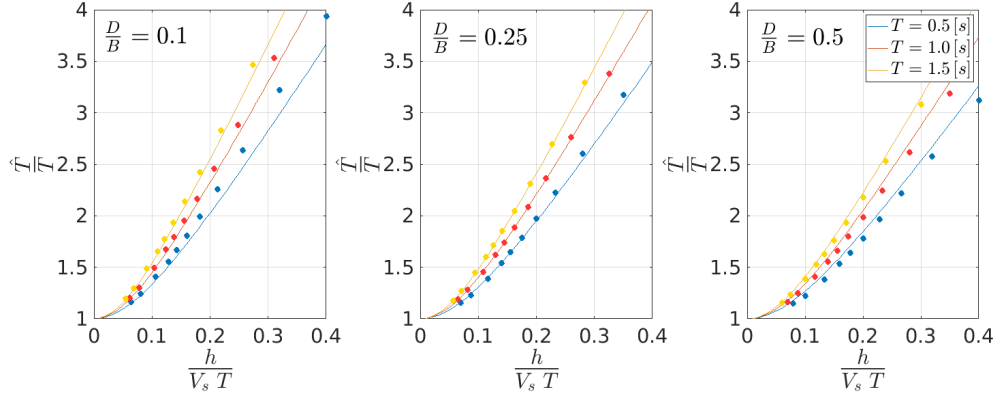 D/B = 0.1
4
3.5
3
2.5
2
1.5
1
T̂/T
0 0.1 0.2 0.3 0.4
h/(V_s T)
D/B = 0.25
4
3.5
3
2.5
2
1.5
1
T̂/T
0 0.1 0.2 0.3 0.4
h/(V_s T)
D/B = 0.5
T = 0.5 [s]
T = 1.0 [s]
T = 1.5 [s]
4
3.5
3
2.5
2
1.5
1
T̂/T
0 0.1 0.2 0.3 0.4
h/(V_s T)